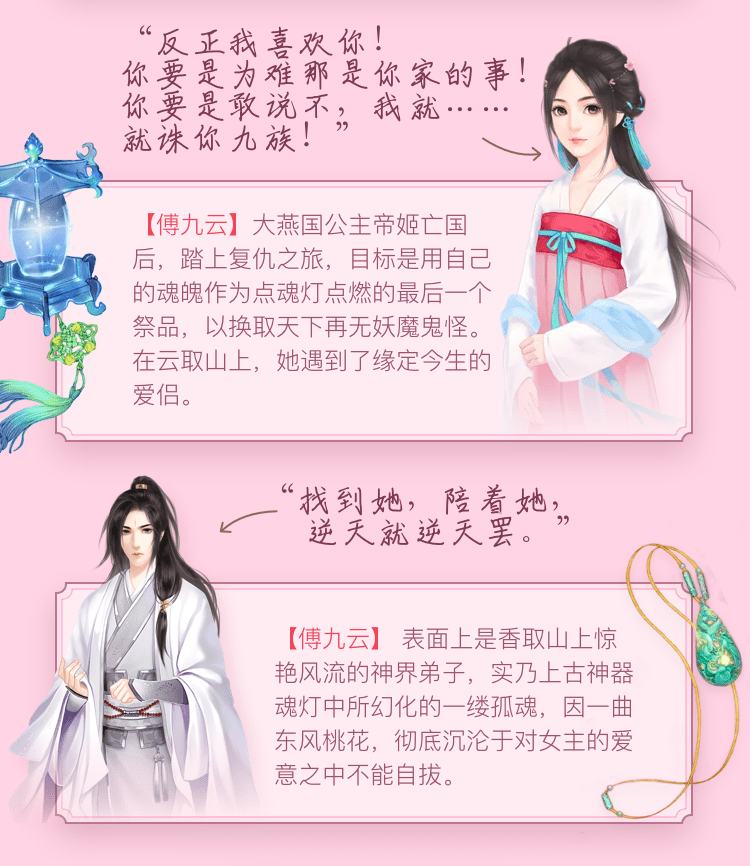 “反正我喜欢你！
你要是为难那是你家的事！
你要是敢说不，我就……
就诛你九族！”
【傅九云】大燕国公主帝姬亡国
后，踏上复仇之旅，目标是用自己
的魂魄作为点魂灯点燃的最后一个
祭品，以换取天下再无妖魔鬼怪。
在云取山上，她遇到了缘定今生的
爱侣。
“找到她，陪着她，
逆天就逆天罢。”
【傅九云】 表面上是香取山上惊
艳风流的神界弟子，实乃上古神器
魂灯中所幻化的一缕孤魂，因一曲
东风桃花，彻底沉沦于对女主的爱
意之中不能自拔。